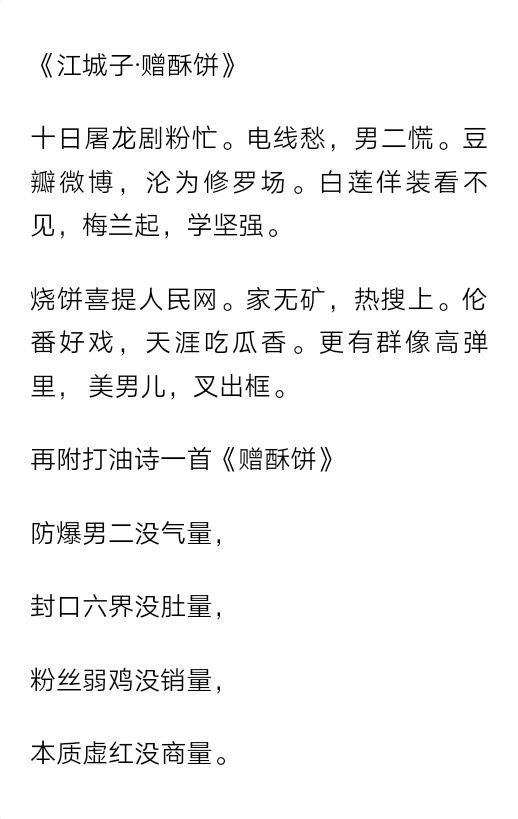 《江城子·赠酥饼》
十日屠龙剧粉忙。电线愁，男二慌。豆
瓣微博，沦为修罗场。白莲佯装看不
见，梅兰起，学坚强。
烧饼喜提人民网。家无矿，热搜上。伦
番好戏，天涯吃瓜香。更有群像高弹
里， 美男儿，叉出框。
再附打油诗一首《赠酥饼》
防爆男二没气量，
封口六界没肚量，
粉丝弱鸡没销量，
本质虚红没商量。